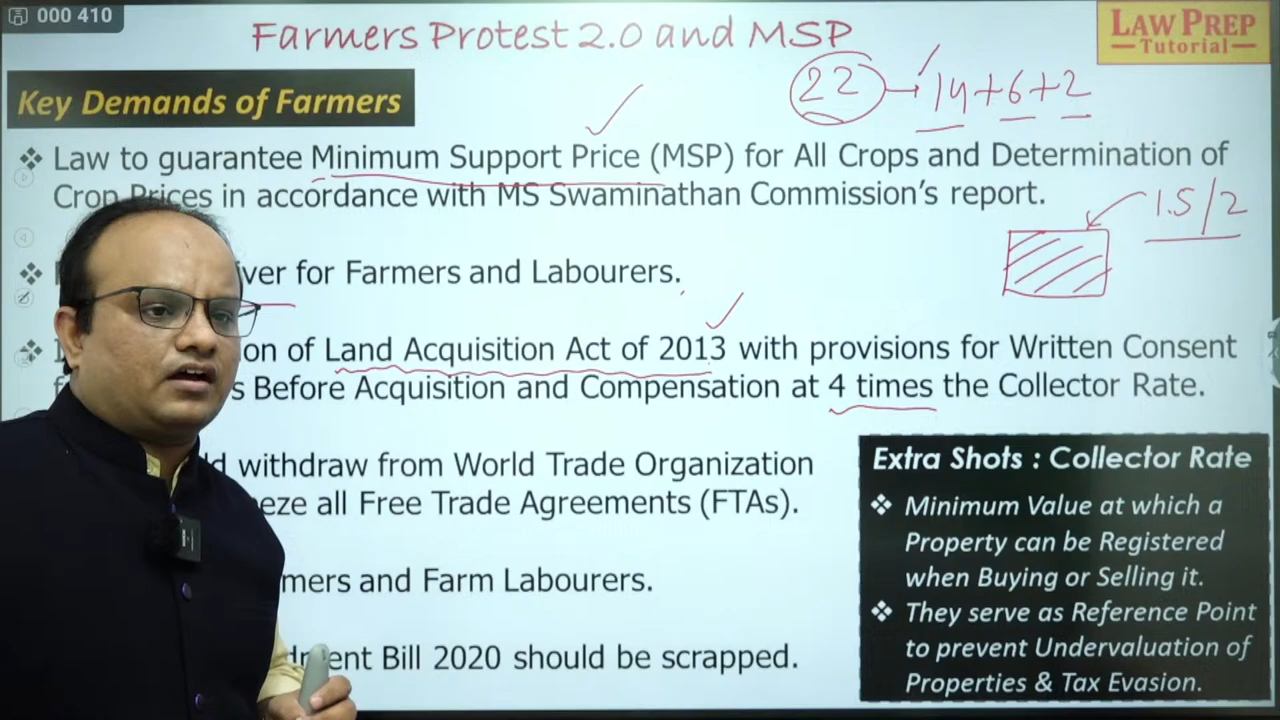 000 410
Farmers Protest 2.0 and MSP
LAW PREP
Tutorial
22 → 14+6+2
Key Demands of Farmers
Law to guarantee Minimum Support Price (MSP) for All Crops and Determination of
Crop Prices in accordance with MS Swaminathan Commission's report.
1.5/2
for Farmers and Labourers.
of Land Acquisition Act of 2013 with provisions for Written Consent
Before Acquisition and Compensation at 4 times the Collector Rate.
withdraw from World Trade Organization
all Free Trade Agreements (FTAs).
and Farm Labourers.
Bill 2020 should be scrapped.
Extra Shots : Collector Rate
Minimum Value at which a
Property can be Registered
when Buying or Selling it.
They serve as Reference Point
to prevent Undervaluation of
Properties & Tax Evasion.